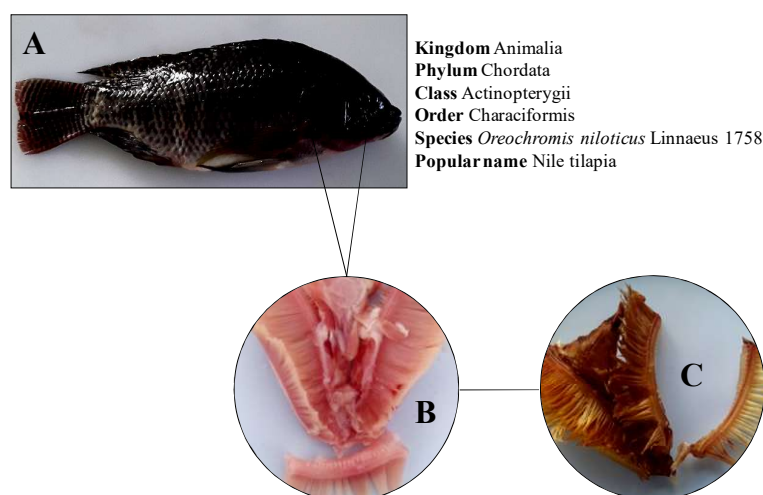 A
Kingdom Animalia
Phylum Chordata
Class Actinopterygii
Order Characiformis
Species Oreochromis niloticus Linnaeus 1758
Popular name Nile tilapia
B
C